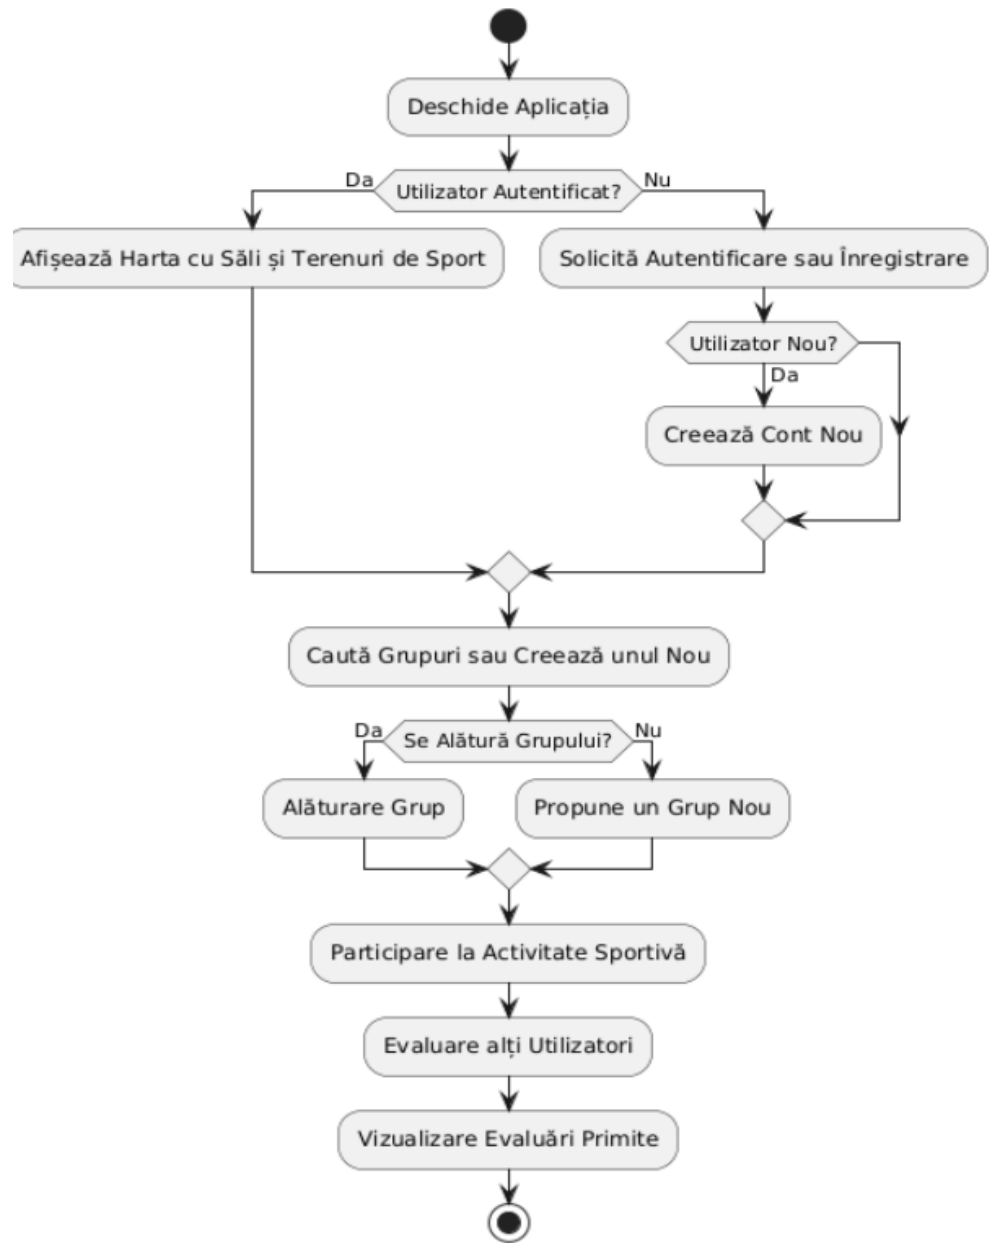 Deschide Aplicația
Da
Utilizator Autentificat?
Nu
Afișează Harta cu Săli și Terenuri de Sport
Solicită Autentificare sau Înregistrare
Utilizator Nou?
Da
Creează Cont Nou
Caută Grupuri sau Creează unul Nou
Da
Se Alătură Grupului?
Nu
Alăturare Grup
Propune un Grup Nou
Participare la Activitate Sportivă
Evaluare alți Utilizatori
Vizualizare Evaluări Primite